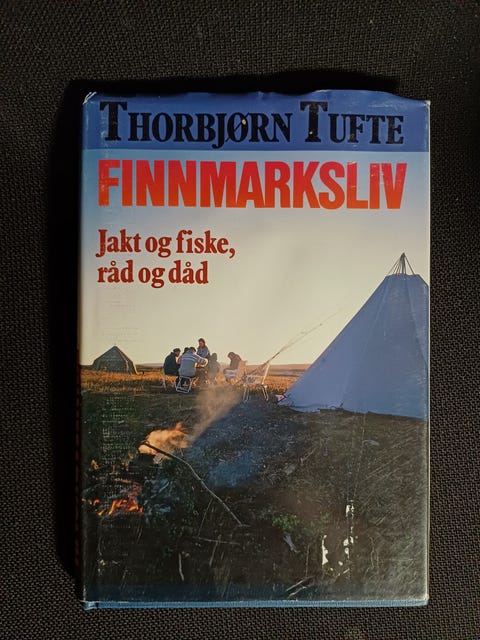 THORBJØRN TUFTE
FINNMARKSLIV
Jakt og fiske,
råd og dåd